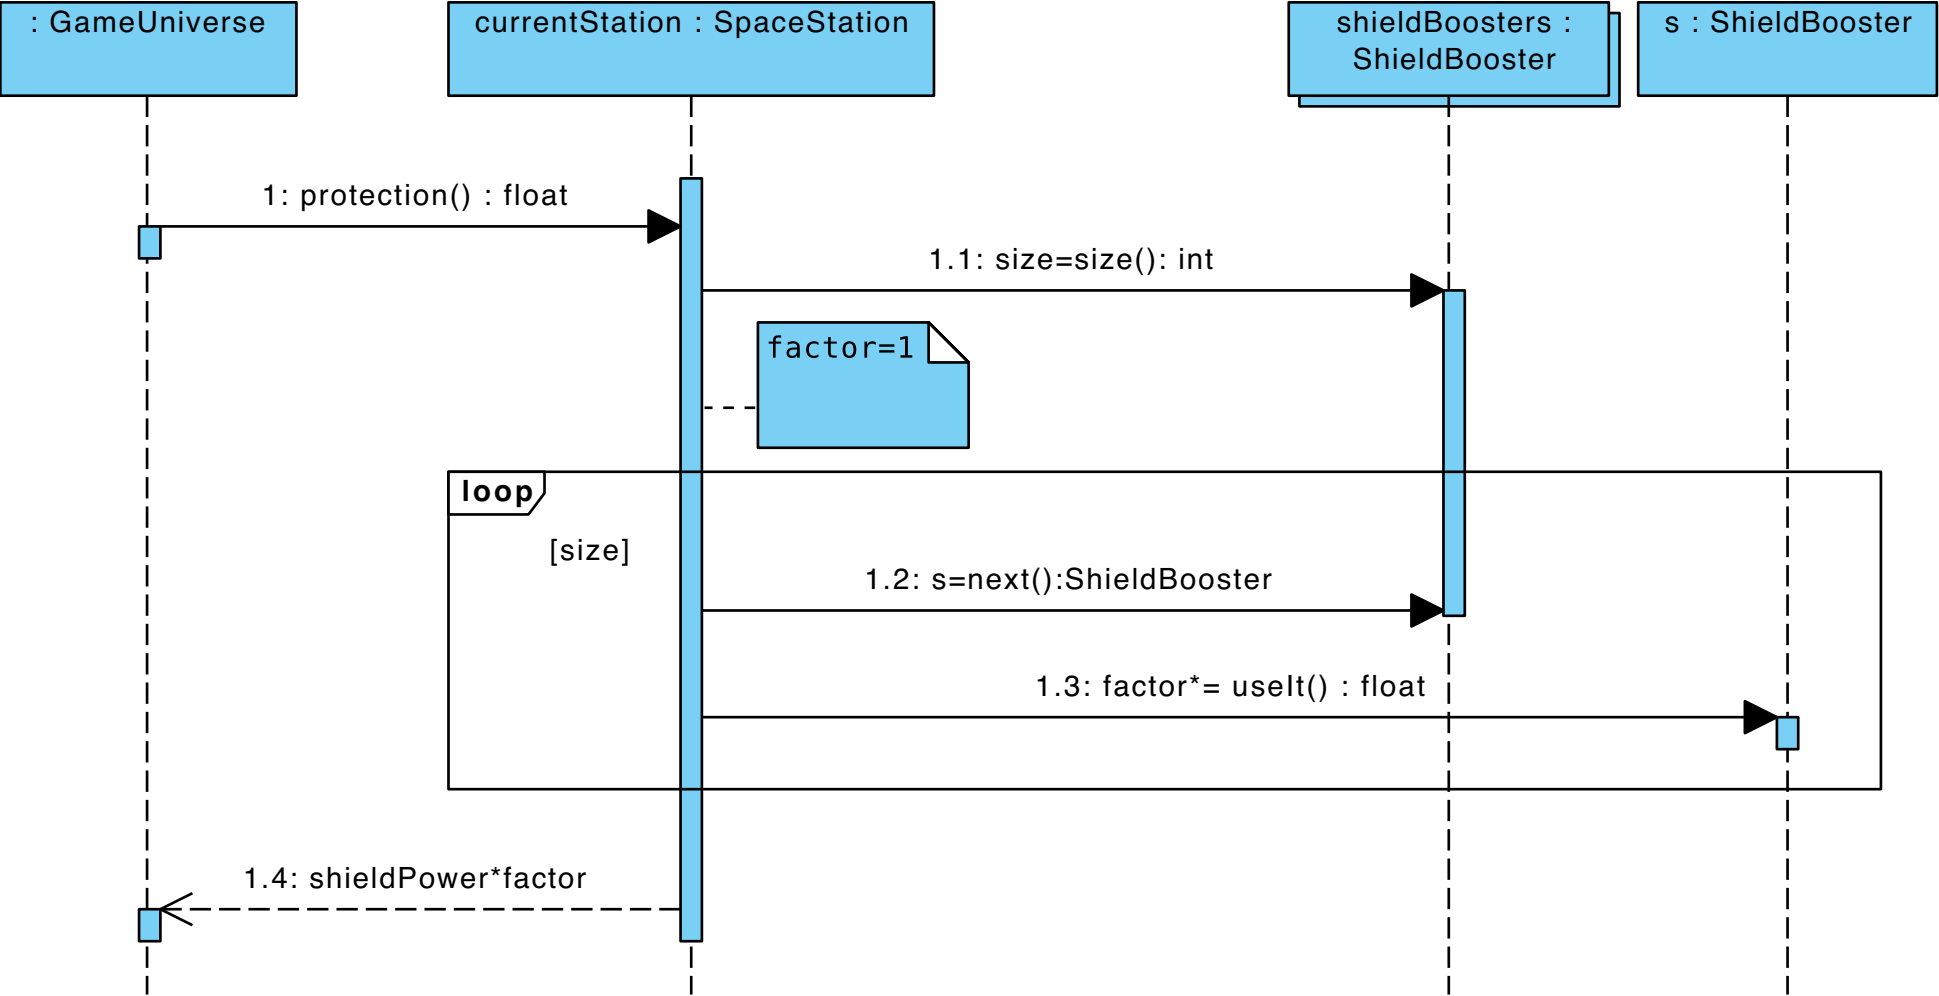 : GameUniverse
currentStation : SpaceStation
shieldBoosters :
ShieldBooster
s : ShieldBooster
1: protection() : float
1.1: size=size(): int
factor=1
loop
[size]
1.2: s=next():ShieldBooster
1.3: factor*= useIt() : float
1.4: shieldPower*factor